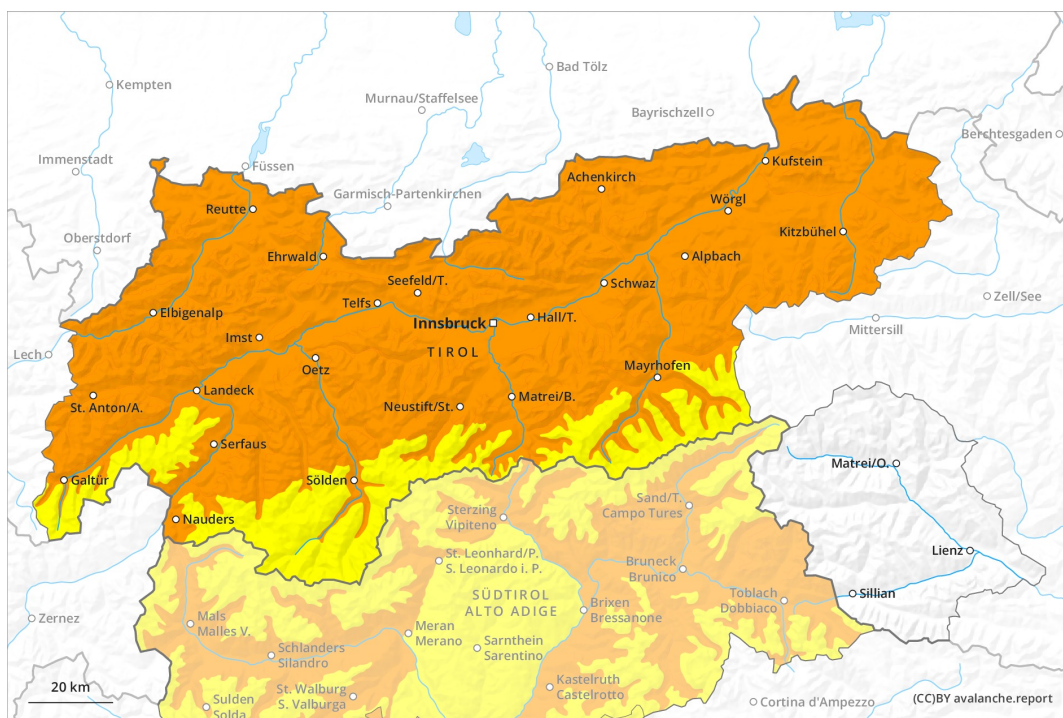 Kempten
Bad Tölz
Murnau/Staffelsee
Bayrischzell
Berchtesgaden
Immenstadt
Füssen
Kufstein
Achenkirch
Garmisch-Partenkirchen
Reutte
Wörgl
Oberstdorf
Kitzbühel
Ehrwald
Alpbach
Seefeld/T.
Schwaz
Telfs
Zell/See
Elbigenalp
Innsbruck
Hall/T.
Mittersill
Imst
Lech
TIROL
Oetz
Mayrhofen
Landeck
St. Anton/A.
Neustift/St.
Matrei/B.
Serfaus
Matrei/O.
Galtür
Sölden
Sand/T.
Campo Tures
Sterzing
Vipiteno
Nauders
Lienz
St. Leonhard/P.
S. Leonardo i. P.
Bruneck
Brunico
Sillian
SÜDTIROL
ALTO ADIGE
Toblach
Dobbiaco
Brixen
Bressanone
Zernez
Mals
Malles V.
Meran
Merano
Sarnthein
Sarentino
Schlanders
Silandro
20 km
St. Walburg
S. Valburga
Kastelruth
Castelrotto
Sulden
Solda
Cortina d'Ampezzo
(CC)BY avalanche.report